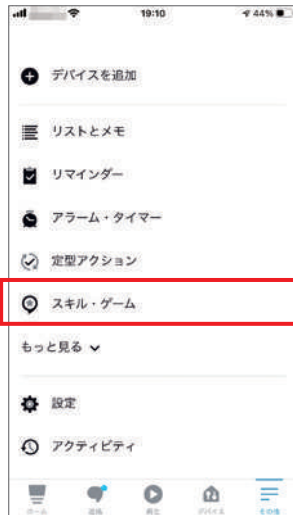 19:10
44%
デバイスを追加
リストとメモ
リマインダー
アラーム・タイマー
定型アクション
スキル・ゲーム
もっと見る
設定
アクティビティ
ホーム
再生
デバイス
その他